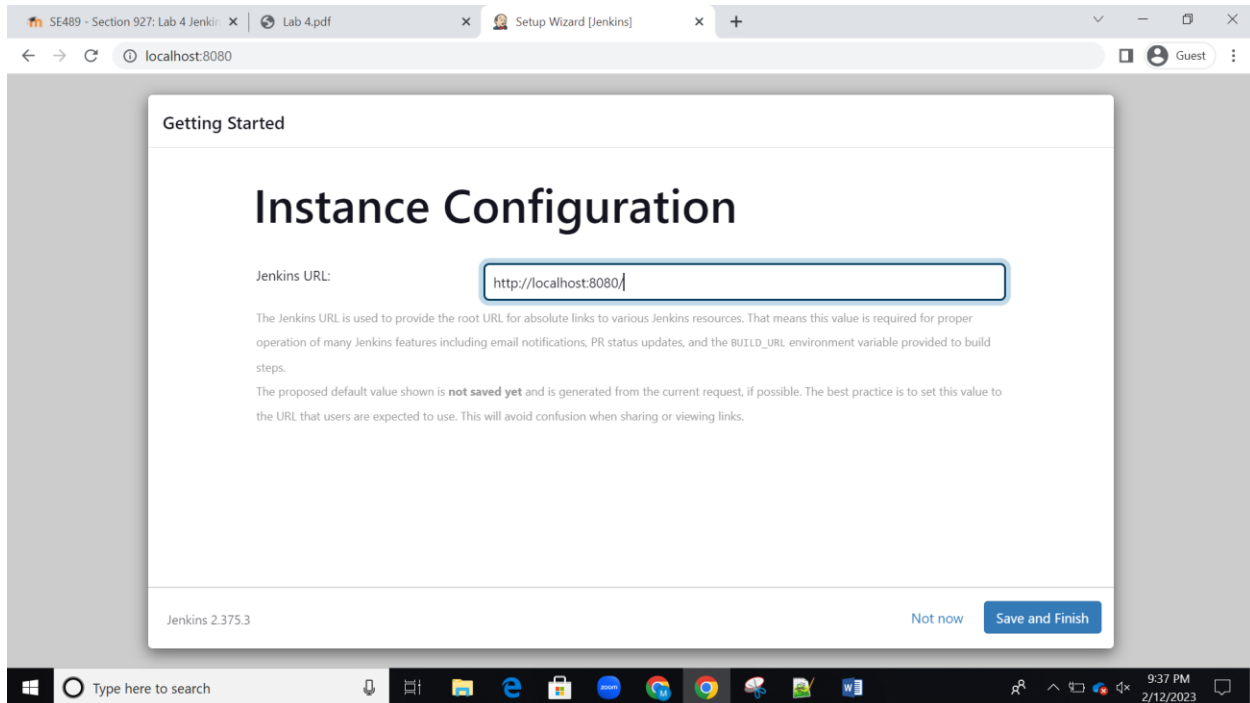 SE489 - Section 927: Lab 4 Jenkin
Lab 4.pdf
Setup Wizard [Jenkins]
localhost:8080
Guest
Getting Started
Instance Configuration
Jenkins URL:
http://localhost:8080/
The Jenkins URL is used to provide the root URL for absolute links to various Jenkins resources. That means this value is required for proper
operation of many Jenkins features including email notifications, PR status updates, and the BUILD_URL environment variable provided to build
steps.
The proposed default value shown is not saved yet and is generated from the current request, if possible. The best practice is to set this value to
the URL that users are expected to use. This will avoid confusion when sharing or viewing links.
Jenkins 2.375.3
Not now
Save and Finish
Type here to search
zoom
9:37 PM
2/12/2023